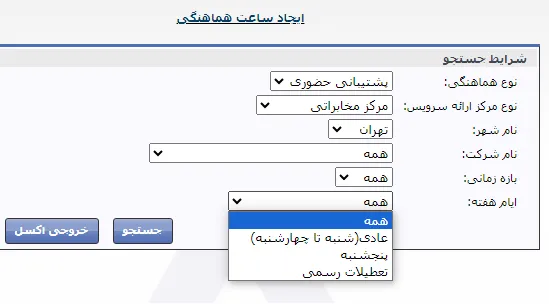 ایجاد ساعت هماهنگی
شرایط جستجو
نوع هماهنگی: پشتیبانی حضوری
نوع مرکز ارائه سرویس: مرکز مخابراتی
نام شهر: تهران
نام شرکت: همه
بازه زمانی: همه
ایام هفته: همه
همه
عادی(شنبه تا چهارشنبه)
پنجشنبه
تعطیلات رسمی
جستجو خروجی اکسل